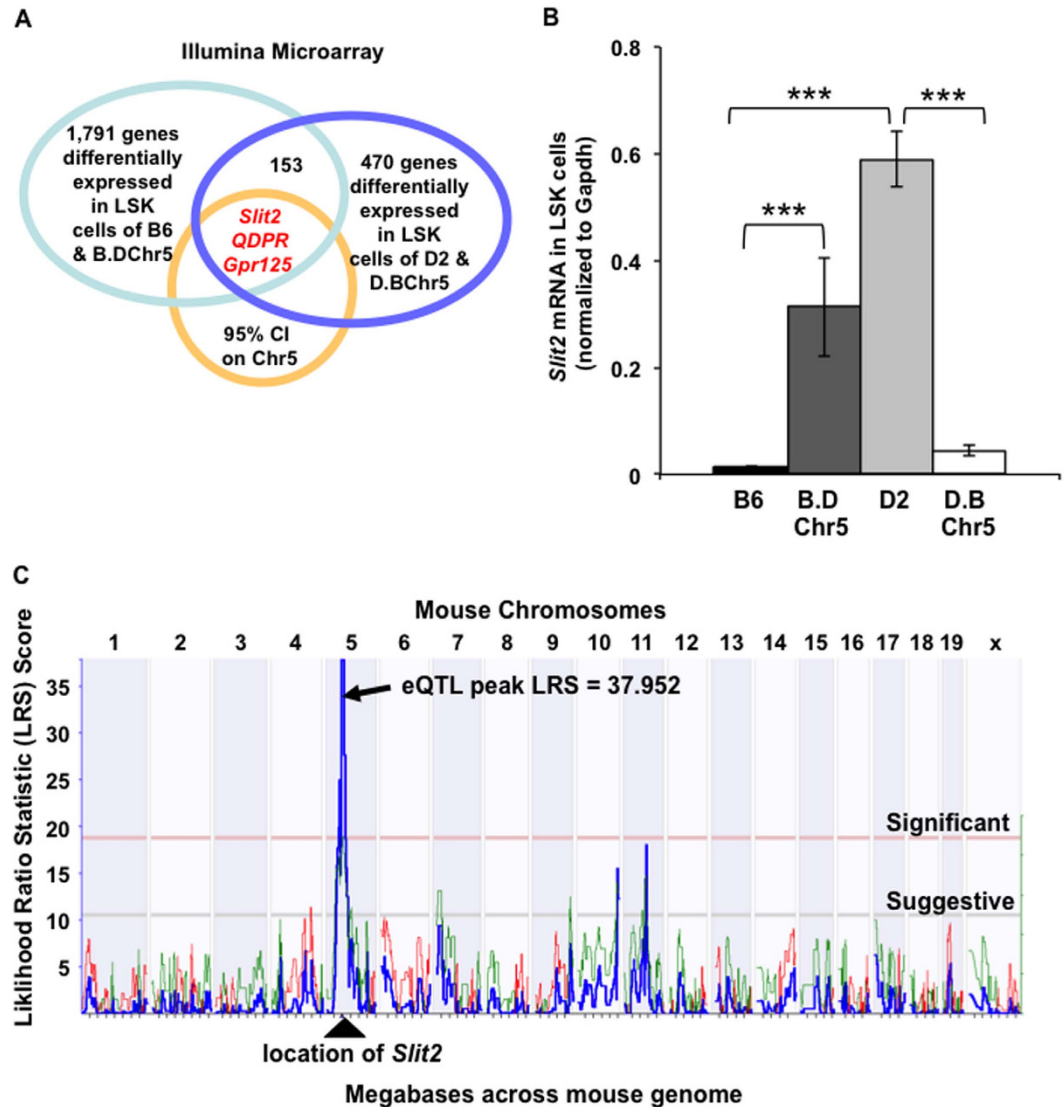 A
Illumina Microarray
1,791 genes
differentially
expressed
in LSK
cells of B6
& B.DChr5
153
470 genes
differentially
expressed
in LSK
cells of D2 &
D.BChr5
Slit2
QDPR
Gpr125
95% CI
on Chr5
B
Slit2 mRNA in LSK cells
(normalized to Gapdh)
0.8
0.6
0.4
0.2
0
***
***
***
B6
B.D
Chr5
D2
D.B
Chr5
C
Mouse Chromosomes
1 2 3 4 5 6 7 8 9 10 11 12 13 14 15 16 17 18 19 x
Liklihood Ratio Statistic (LRS) Score
35
30
25
20
15
10
5
eQTL peak LRS = 37.952
Significant
Suggestive
location of Slit2
Megabases across mouse genome